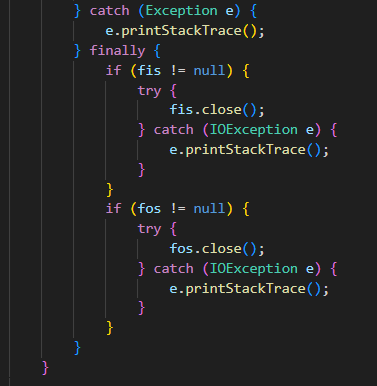 } catch (Exception e) {
e.printStackTrace();
} finally {
if (fis != null) {
try {
fis.close();
} catch (IOException e) {
e.printStackTrace();
}
}
if (fos != null) {
try {
fos.close();
} catch (IOException e) {
e.printStackTrace();
}
}
}
}